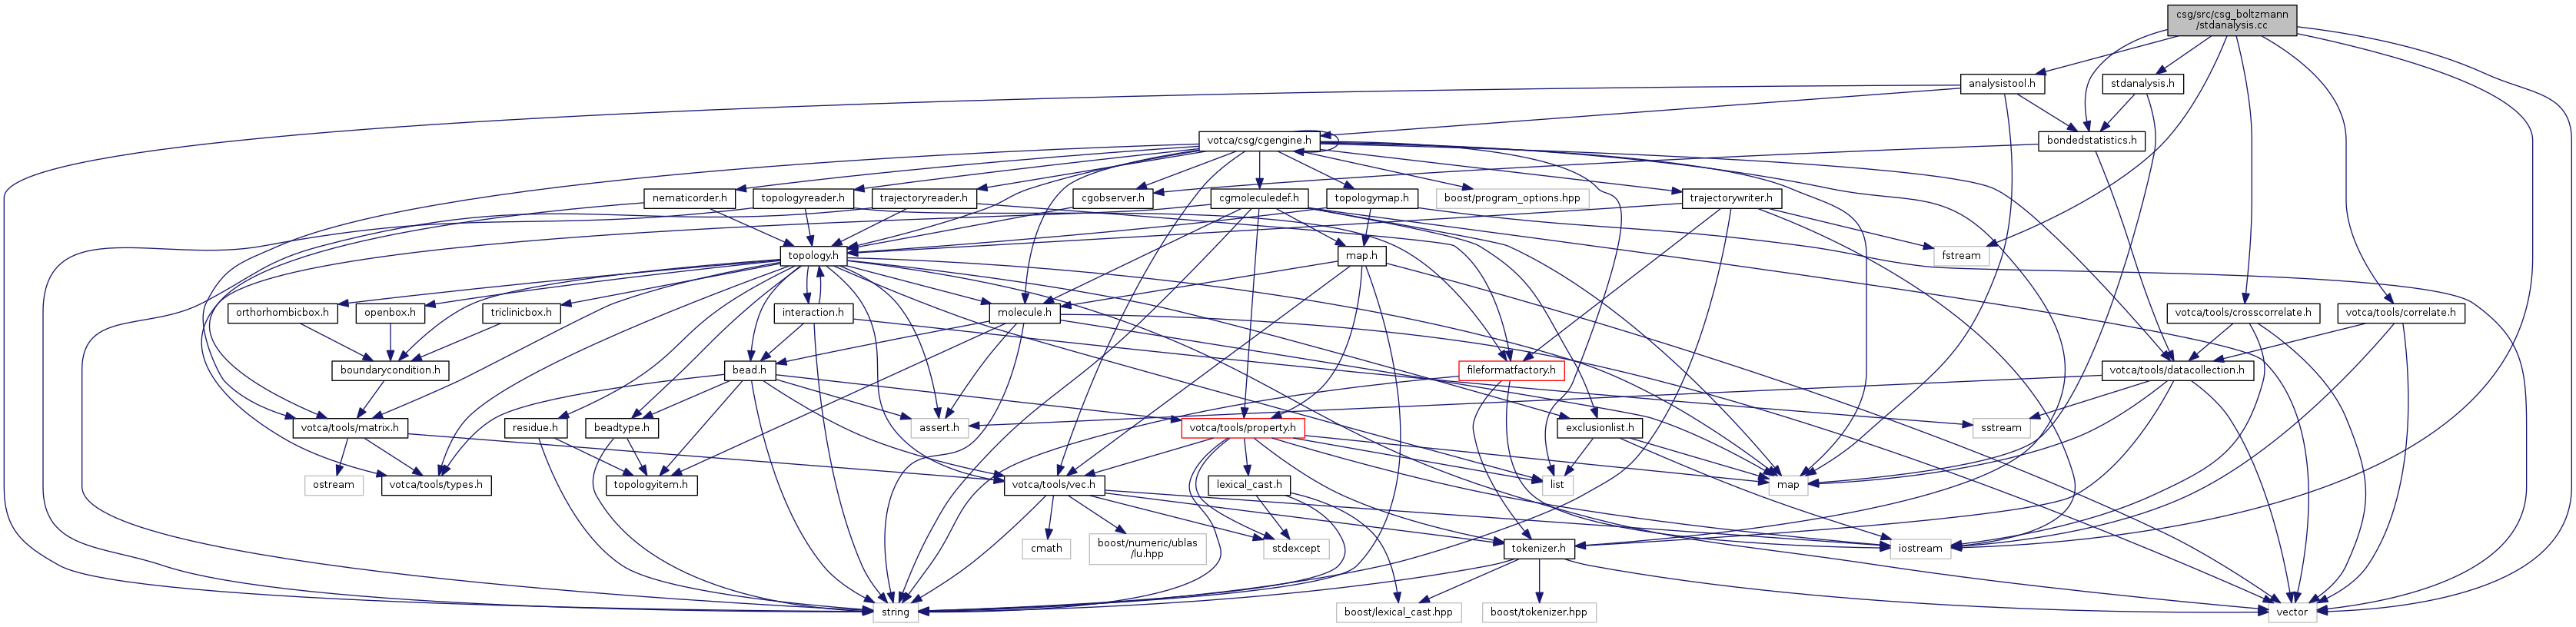 csg/src/csg_boltzmann
/stdanalysis.cc
analysistool.h
stdanalysis.h
votca/csg/cgengine.h
bondedstatistics.h
nematicorder.h
topologyreader.h
trajectoryreader.h
cgobserver.h
cgmoleculedef.h
topologymap.h
boost/program_options.hpp
trajectorywriter.h
topology.h
map.h
fstream
orthorhombicbox.h
openbox.h
triclinicbox.h
interaction.h
molecule.h
votca/tools/crosscorrelate.h
votca/tools/correlate.h
boundarycondition.h
bead.h
fileformatfactory.h
votca/tools/datacollection.h
votca/tools/matrix.h
residue.h
beadtype.h
assert.h
votca/tools/property.h
exclusionlist.h
sstream
ostream
votca/tools/types.h
topologyitem.h
votca/tools/vec.h
lexical_cast.h
list
map
cmath
boost/numeric/ublas
/lu.hpp
stdexcept
tokenizer.h
iostream
string
boost/lexical_cast.hpp
boost/tokenizer.hpp
vector